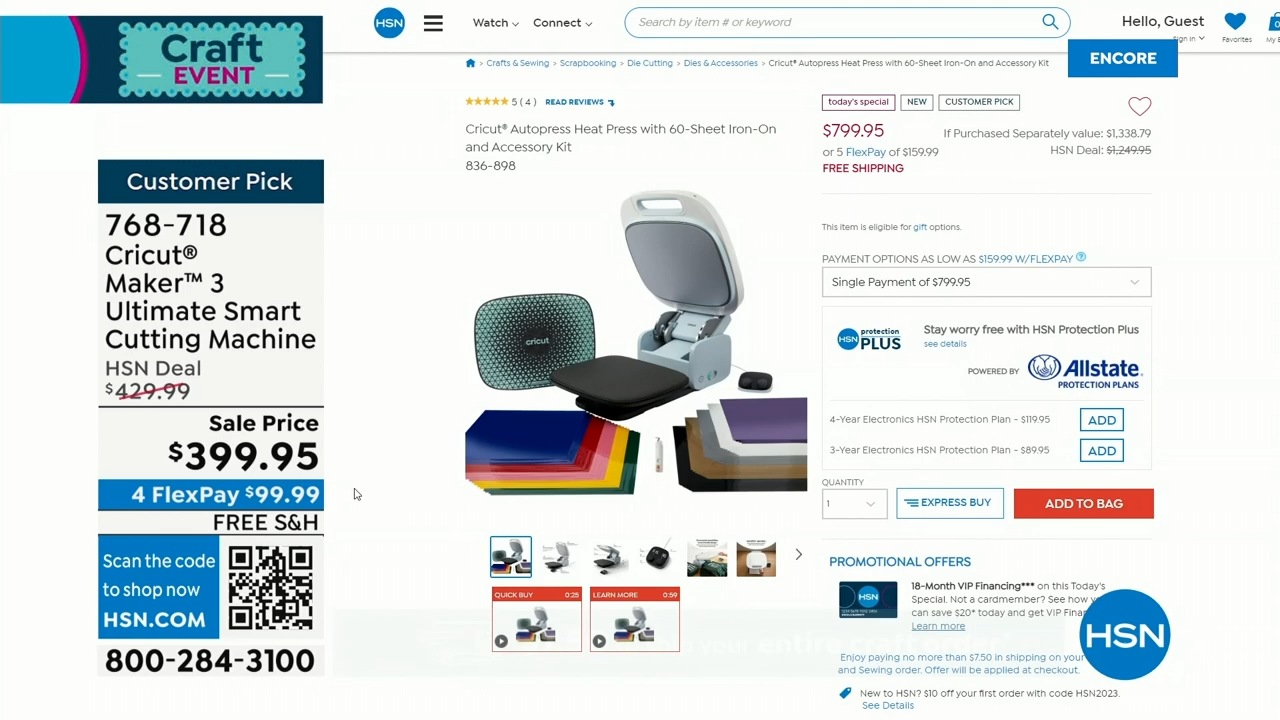 Craft
EVENT
Customer Pick
768-718
Cricut®
Maker™ 3
Ultimate Smart
Cutting Machine
HSN Deal
$429.99
Sale Price
$399.95
4 FlexPay $99.99
FREE S&H
Scan the code
to shop now
HSN.COM
800-284-3100
HSN
Watch
Connect
Search by item # or keyword
Hello, Guest
Sign In
Favorites
0
ENCORE
> Crafts & Sewing > Scrapbooking > Die Cutting > Dies & Accessories > Cricut® Autopress Heat Press with 60-Sheet Iron-On and Accessory Kit
5 ( 4 ) READ REVIEWS
Cricut® Autopress Heat Press with 60-Sheet Iron-On
and Accessory Kit
836-898
cricut
QUICK BUY 0:25
LEARN MORE 0:59
today's special NEW CUSTOMER PICK
$799.95 If Purchased Separately value: $1,338.79
or 5 FlexPay of $159.99 HSN Deal: $1,249.95
FREE SHIPPING
This item is eligible for gift options.
PAYMENT OPTIONS AS LOW AS $159.99 W/FLEXPAY ?
Single Payment of $799.95
HSN protection PLUS
Stay worry free with HSN Protection Plus
see details
POWERED BY Allstate
PROTECTION PLANS
4-Year Electronics HSN Protection Plan - $119.95 ADD
3-Year Electronics HSN Protection Plan - $89.95 ADD
QUANTITY
1 EXPRESS BUY ADD TO BAG
PROMOTIONAL OFFERS
HSN
18-Month VIP Financing*** on this Today's
Special. Not a cardmember? See how
can save $20* today and get VIP
Learn more
Enjoy paying no more than $7.50 in shipping on your
and Sewing order. Offer will be applied at checkout.
New to HSN? $10 off your first order with code HSN2023.
See Details
HSN